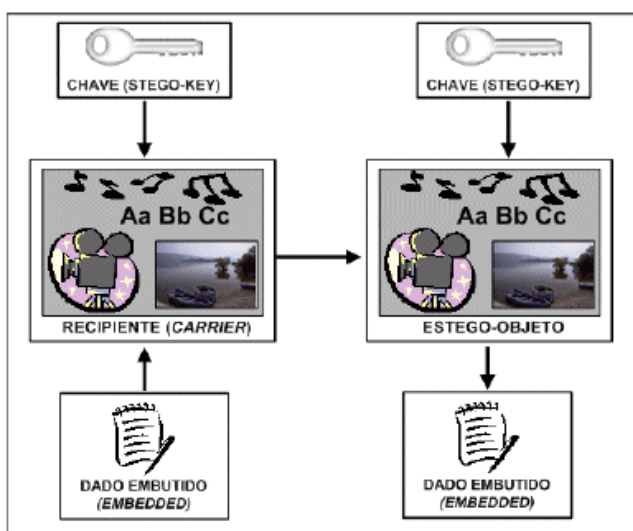 CHAVE (STEGO-KEY)
CHAVE (STEGO-KEY)
Aa Bb Cc
Aa Bb Cc
RECIPIENTE (CARRIER)
ESTEGO-OBJETO
DADO EMBUTIDO
(EMBEDDED)
DADO EMBUTIDO
(EMBEDDED)